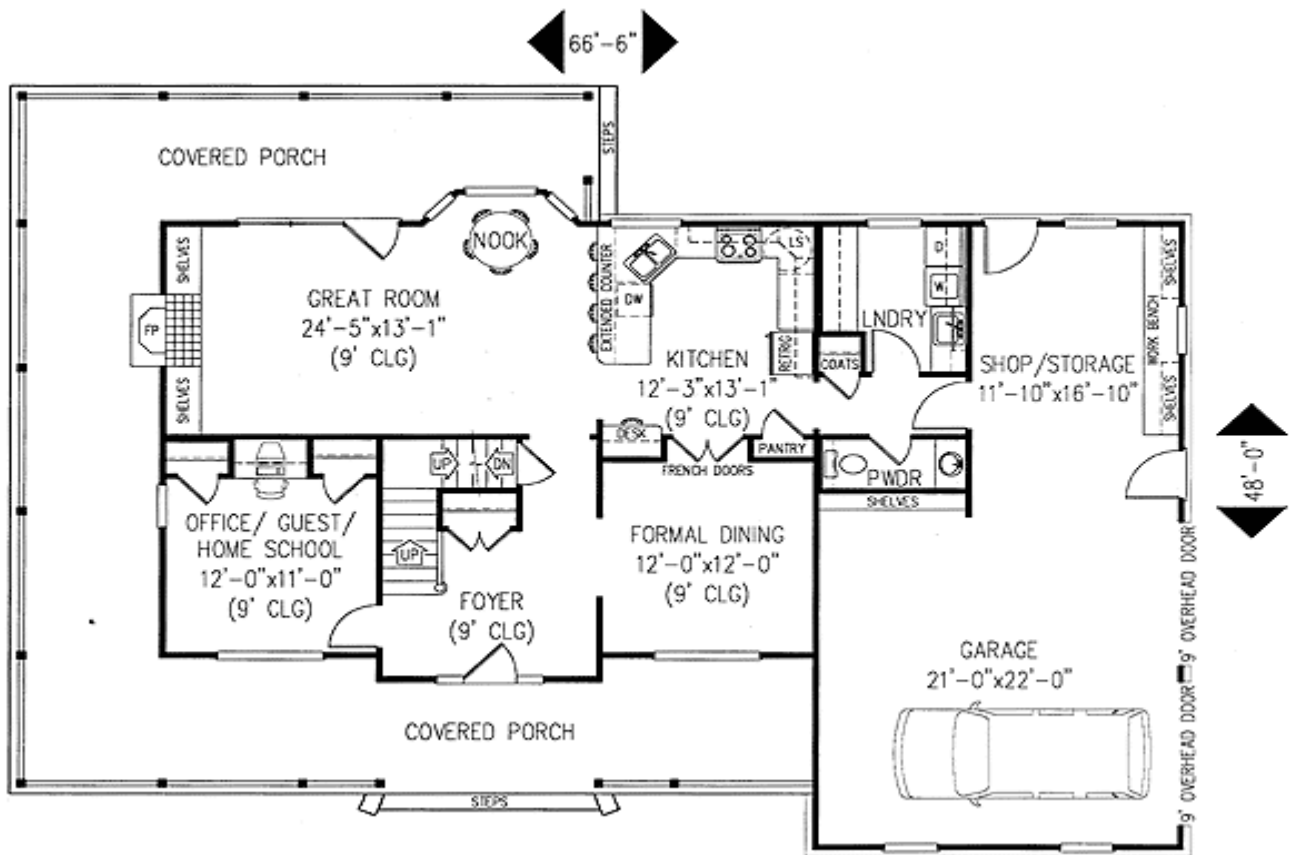 66'-6"
STEPS
COVERED PORCH
NOOK
SHELVES
GREAT ROOM
24'-5"x13'-1"
(9' CLG)
FP
SHELVES
EXTENDED COUNTER
DW
LS
REFRIG
KITCHEN
12'-3"x13'-1"
(9' CLG)
DESK
PANTRY
FRENCH DOORS
D
W
LNDRY
COATS
SHOP/STORAGE
11'-10"x16'-10"
SHELVES
WORK BENCH
SHELVES
48'-0"
PWDR
SHELVES
UP
DN
UP
OFFICE/ GUEST/
HOME SCHOOL
12'-0"x11'-0"
(9' CLG)
FOYER
(9' CLG)
FORMAL DINING
12'-0"x12'-0"
(9' CLG)
GARAGE
21'-0"x22'-0"
9' OVERHEAD DOOR
9' OVERHEAD DOOR
COVERED PORCH
STEPS